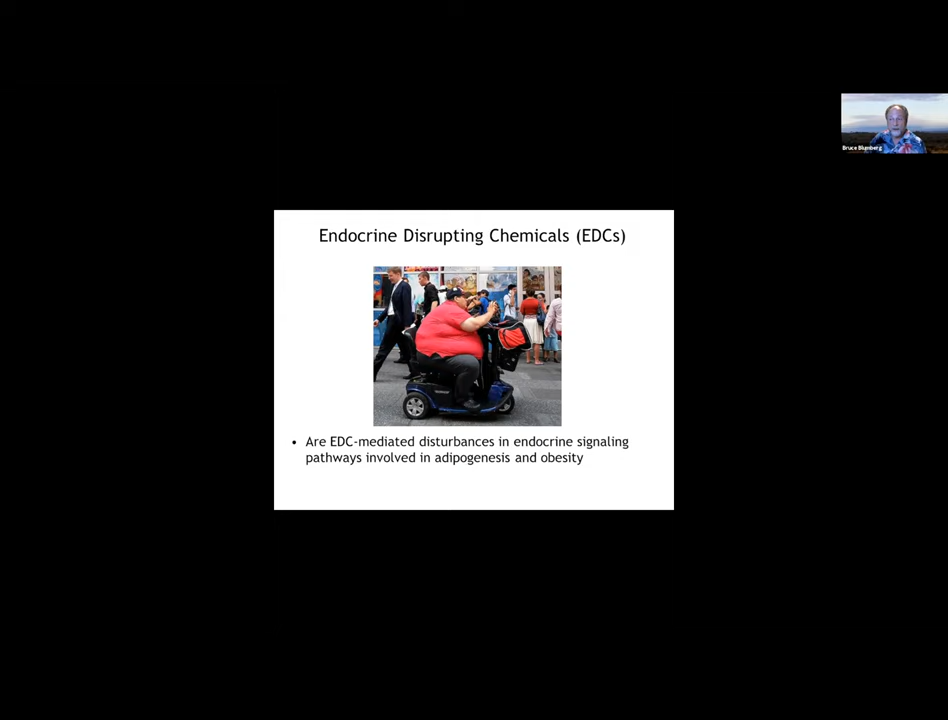 Bruce Blumberg
Endocrine Disrupting Chemicals (EDCs)
• Are EDC-mediated disturbances in endocrine signaling
pathways involved in adipogenesis and obesity